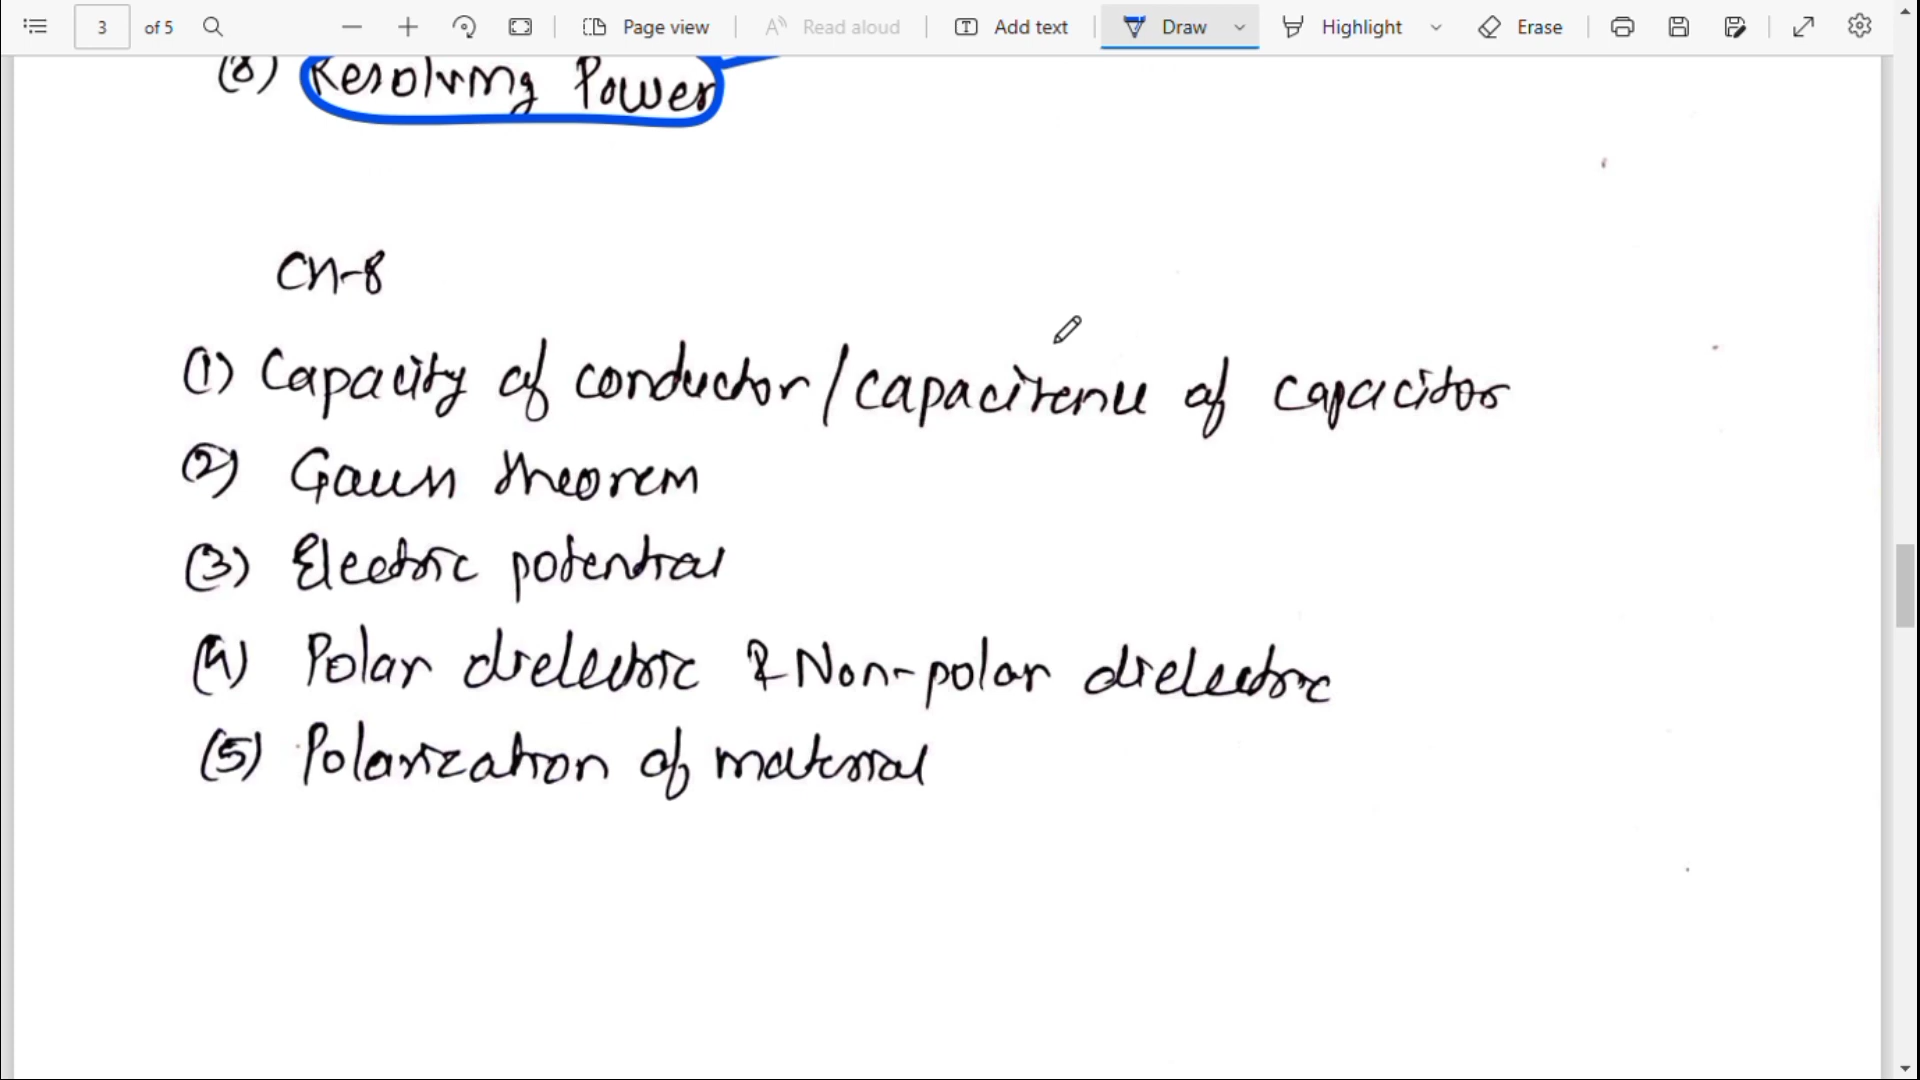 3 of 5 Page view Read aloud Add text Draw Highlight Erase
(8) Resolving Power
Ch-8
(1) Capacity of conductor / capacitance of capacitor
(2) Gauss theorem
(3) Electric potential
(4) Polar dielectric & Non-polar dielectric
(5) Polarization of material